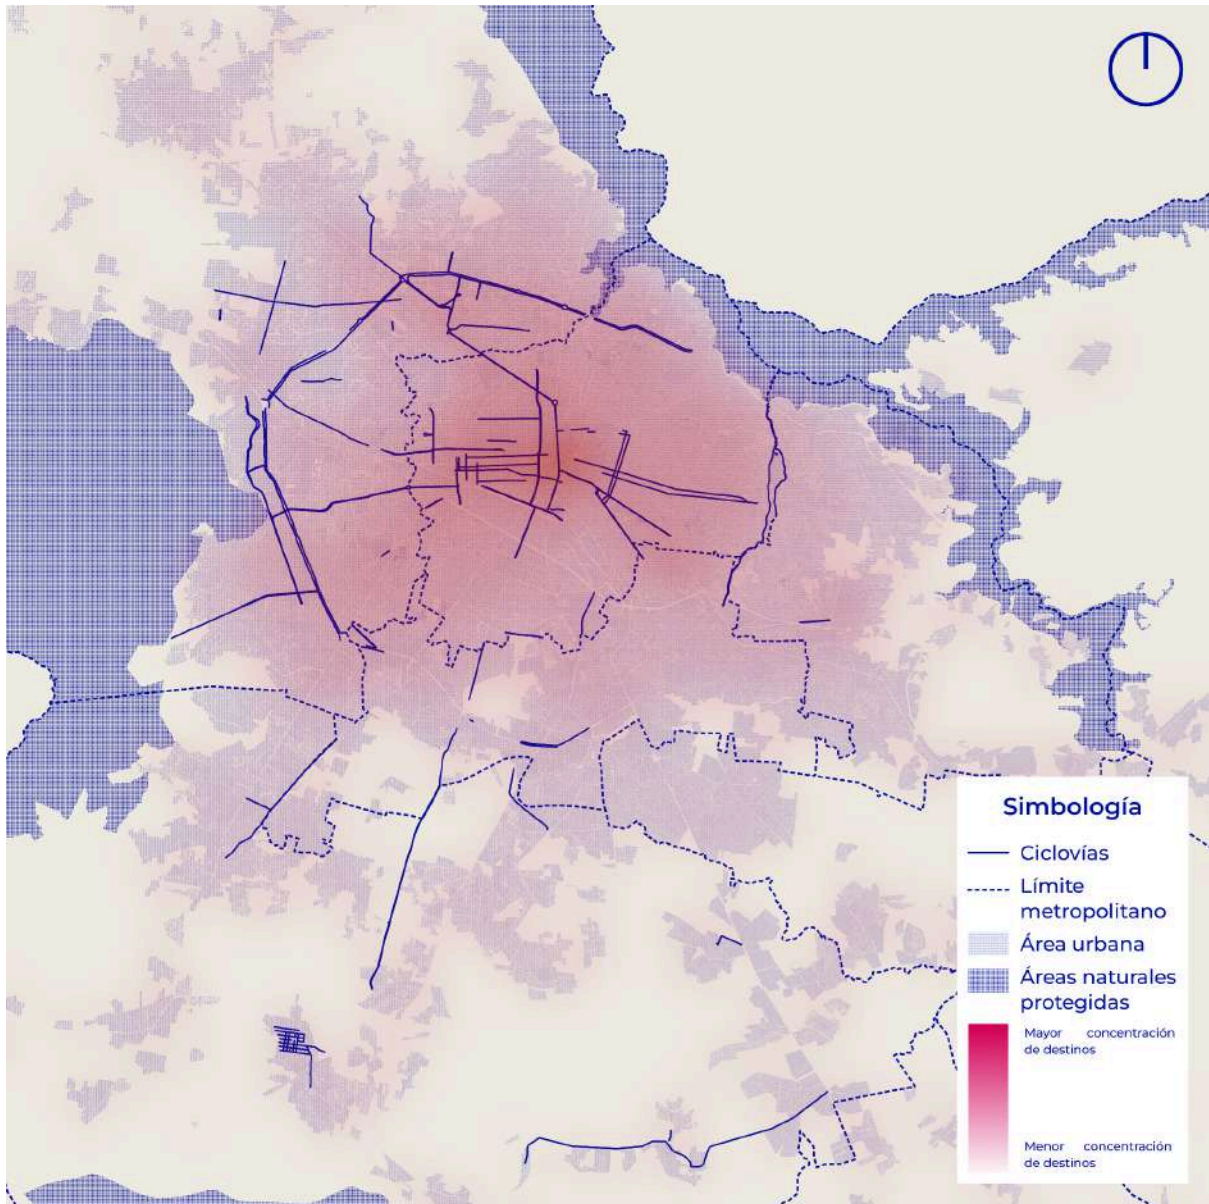 Simbología
Ciclovías
Límite
metropolitano
Área urbana
Áreas naturales
protegidas
Mayor concentración
de destinos
Menor concentración
de destinos